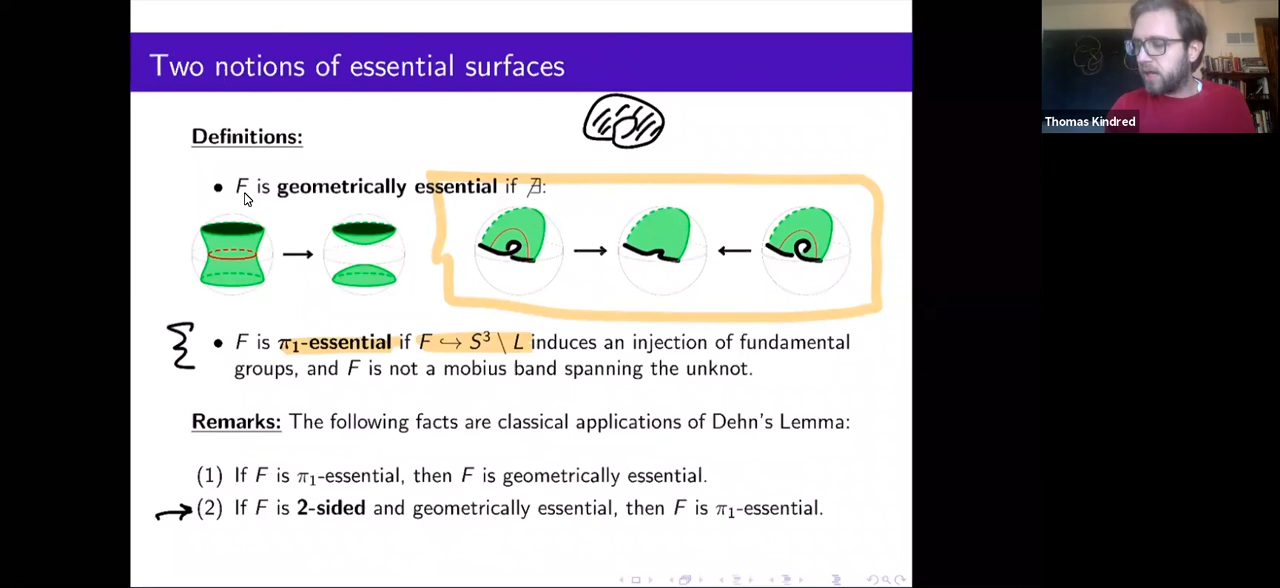 Two notions of essential surfaces
Thomas Kindred
Definitions:
• F is geometrically essential if ∄:
• F is π₁-essential if F ↪ S³ \ L induces an injection of fundamental
groups, and F is not a mobius band spanning the unknot.
Remarks: The following facts are classical applications of Dehn's Lemma:
(1) If F is π₁-essential, then F is geometrically essential.
(2) If F is 2-sided and geometrically essential, then F is π₁-essential.